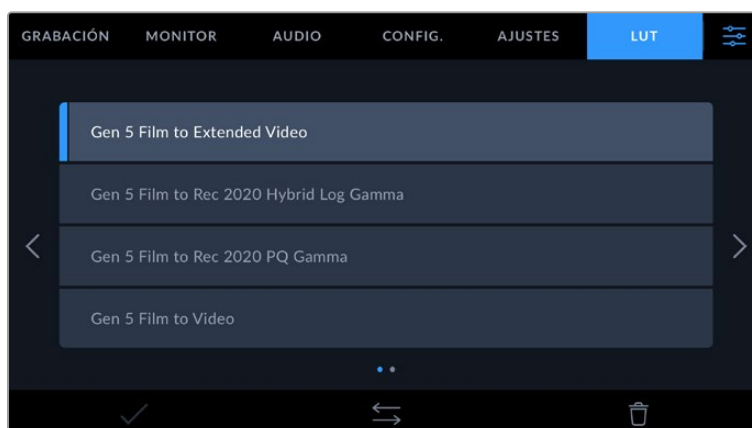 GRABACIÓN MONITOR AUDIO CONFIG. AJUSTES LUT
Gen 5 Film to Extended Video
Gen 5 Film to Rec 2020 Hybrid Log Gamma
Gen 5 Film to Rec 2020 PQ Gamma
Gen 5 Film to Video